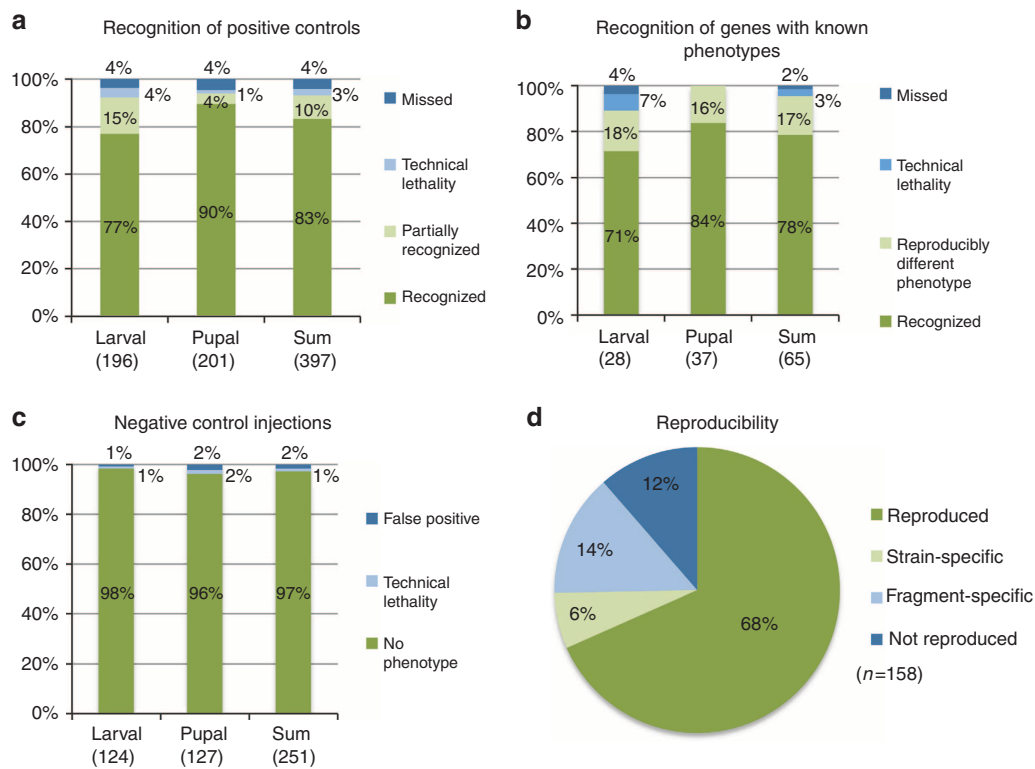 a
Recognition of positive controls
4% 4% 4%
100%
80%
60%
40%
20%
0%
4% 1% 3%
15% 4% 10%
77% 90% 83%
Missed
Technical
lethality
Partially
recognized
Recognized
Larval Pupal Sum
(196) (201) (397)
b
Recognition of genes with known
phenotypes
4% 2%
100%
80%
60%
40%
20%
0%
7% 3%
18% 16% 17%
71% 84% 78%
Missed
Technical
lethality
Reproducibly
different
phenotype
Recognized
Larval Pupal Sum
(28) (37) (65)
c
Negative control injections
1% 2% 2%
100%
80%
60%
40%
20%
0%
1% 2% 1%
98% 96% 97%
False positive
Technical
lethality
No
phenotype
Larval Pupal Sum
(124) (127) (251)
d
Reproducibility
12%
14%
6%
68%
Reproduced
Strain-specific
Fragment-specific
Not reproduced
(n=158)